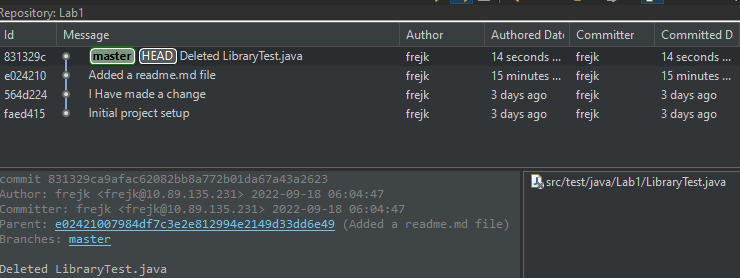 Repository: Lab1
Id Message Author Authored Date Committer Committed D
831329c master HEAD Deleted LibraryTest.java frejk 14 seconds ... frejk 14 seconds ...
e024210 Added a readme.md file frejk 15 minutes ... frejk 15 minutes ...
564d224 I Have made a change frejk 3 days ago frejk 3 days ago
faed415 Initial project setup frejk 3 days ago frejk 3 days ago
commit 831329ca9afac62082bb8a772b01da67a43a2623
Author: frejk <frejk@10.89.135.231> 2022-09-18 06:04:47
Committer: frejk <frejk@10.89.135.231> 2022-09-18 06:04:47
Parent: e02421007984df7c3e2e812994e2149d33dd6e49 (Added a readme.md file)
Branches: master
Deleted LibraryTest.java
src/test/java/Lab1/LibraryTest.java